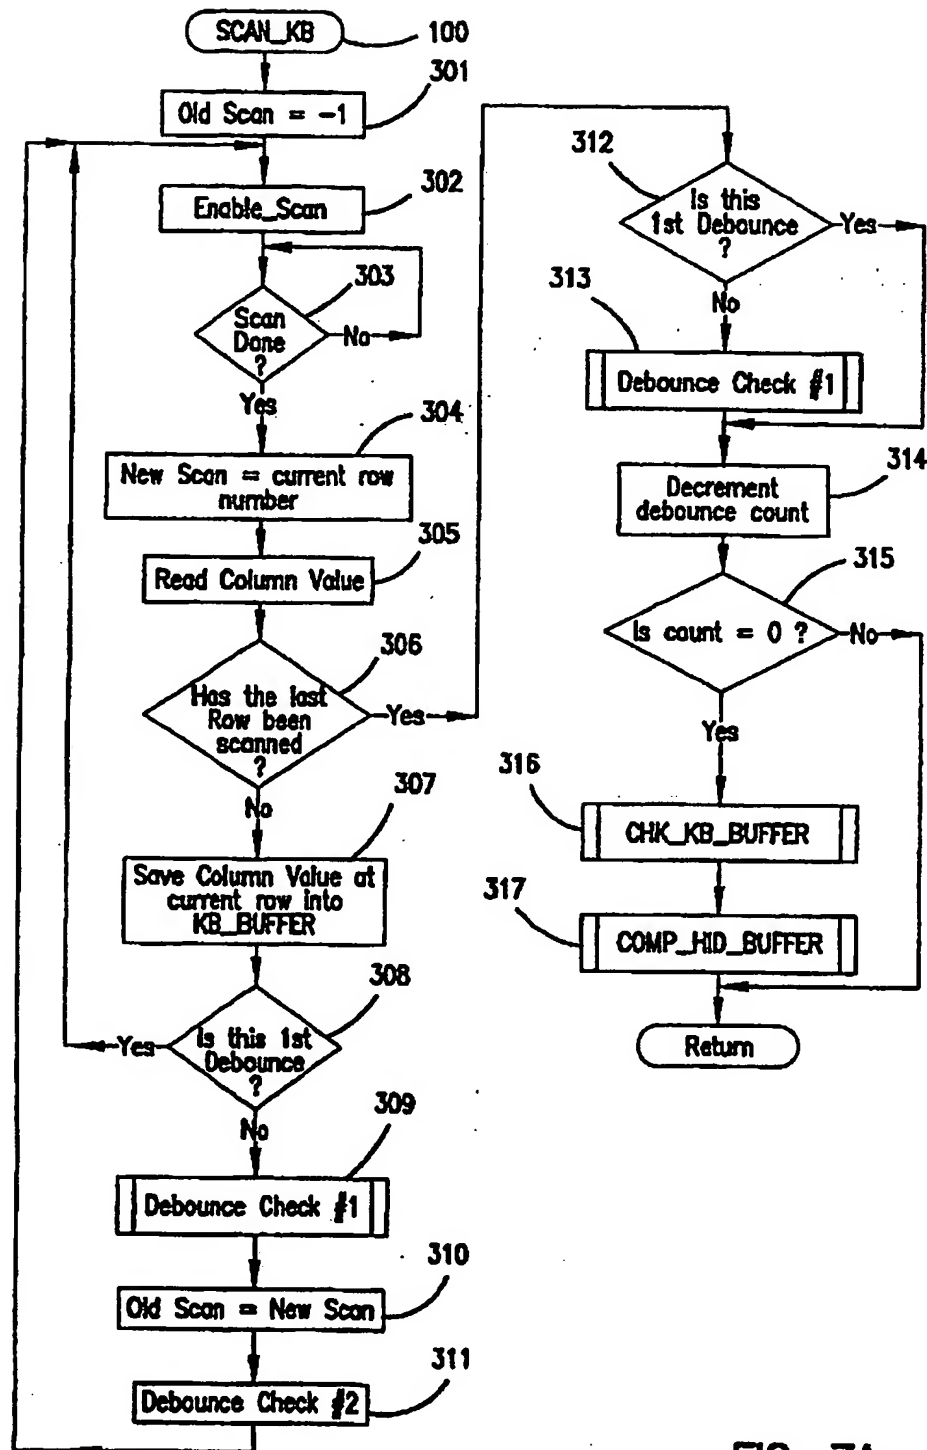 SCAN_KB
100
301
Old Scan = -1
302
Enable_Scan
303
Scan
Done
?
No
Yes
304
New Scan = current row
number
305
Read Column Value
306
Has the last
Row been
scanned
?
Yes
No
307
Save Column Value at
current row into
KB_BUFFER
308
Is this 1st
Debounce
?
Yes
No
309
Debounce Check #1
310
Old Scan = New Scan
311
Debounce Check #2
312
Is this
1st Debounce
?
Yes
No
313
Debounce Check #1
314
Decrement
debounce count
315
Is count = 0 ?
No
Yes
316
CHK_KB_BUFFER
317
COMP_HID_BUFFER
Return